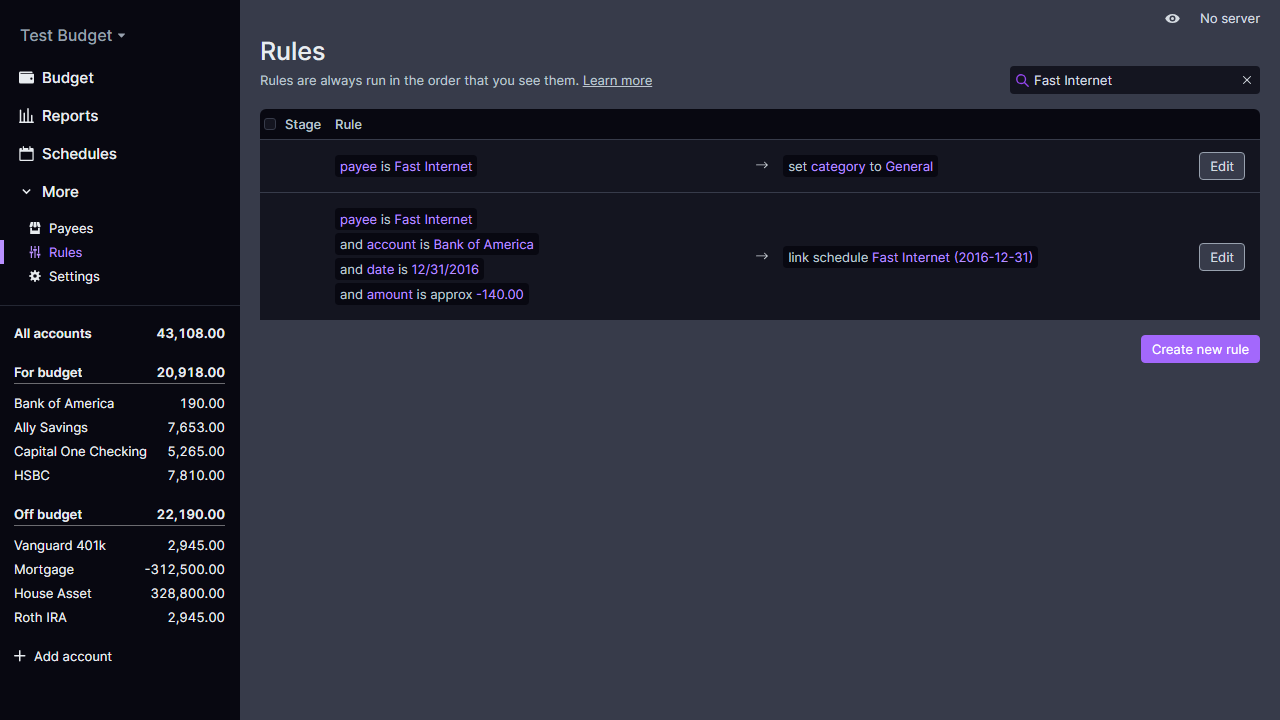 Test Budget
Budget
Reports
Schedules
More
Payees
Rules
Settings
All accounts 43,108.00
For budget 20,918.00
Bank of America 190.00
Ally Savings 7,653.00
Capital One Checking 5,265.00
HSBC 7,810.00
Off budget 22,190.00
Vanguard 401k 2,945.00
Mortgage -312,500.00
House Asset 328,800.00
Roth IRA 2,945.00
Add account
No server
Rules
Rules are always run in the order that you see them. Learn more
Fast Internet
Stage Rule
payee is Fast Internet → set category to General Edit
payee is Fast Internet
and account is Bank of America
and date is 12/31/2016
and amount is approx -140.00
→ link schedule Fast Internet (2016-12-31) Edit
Create new rule